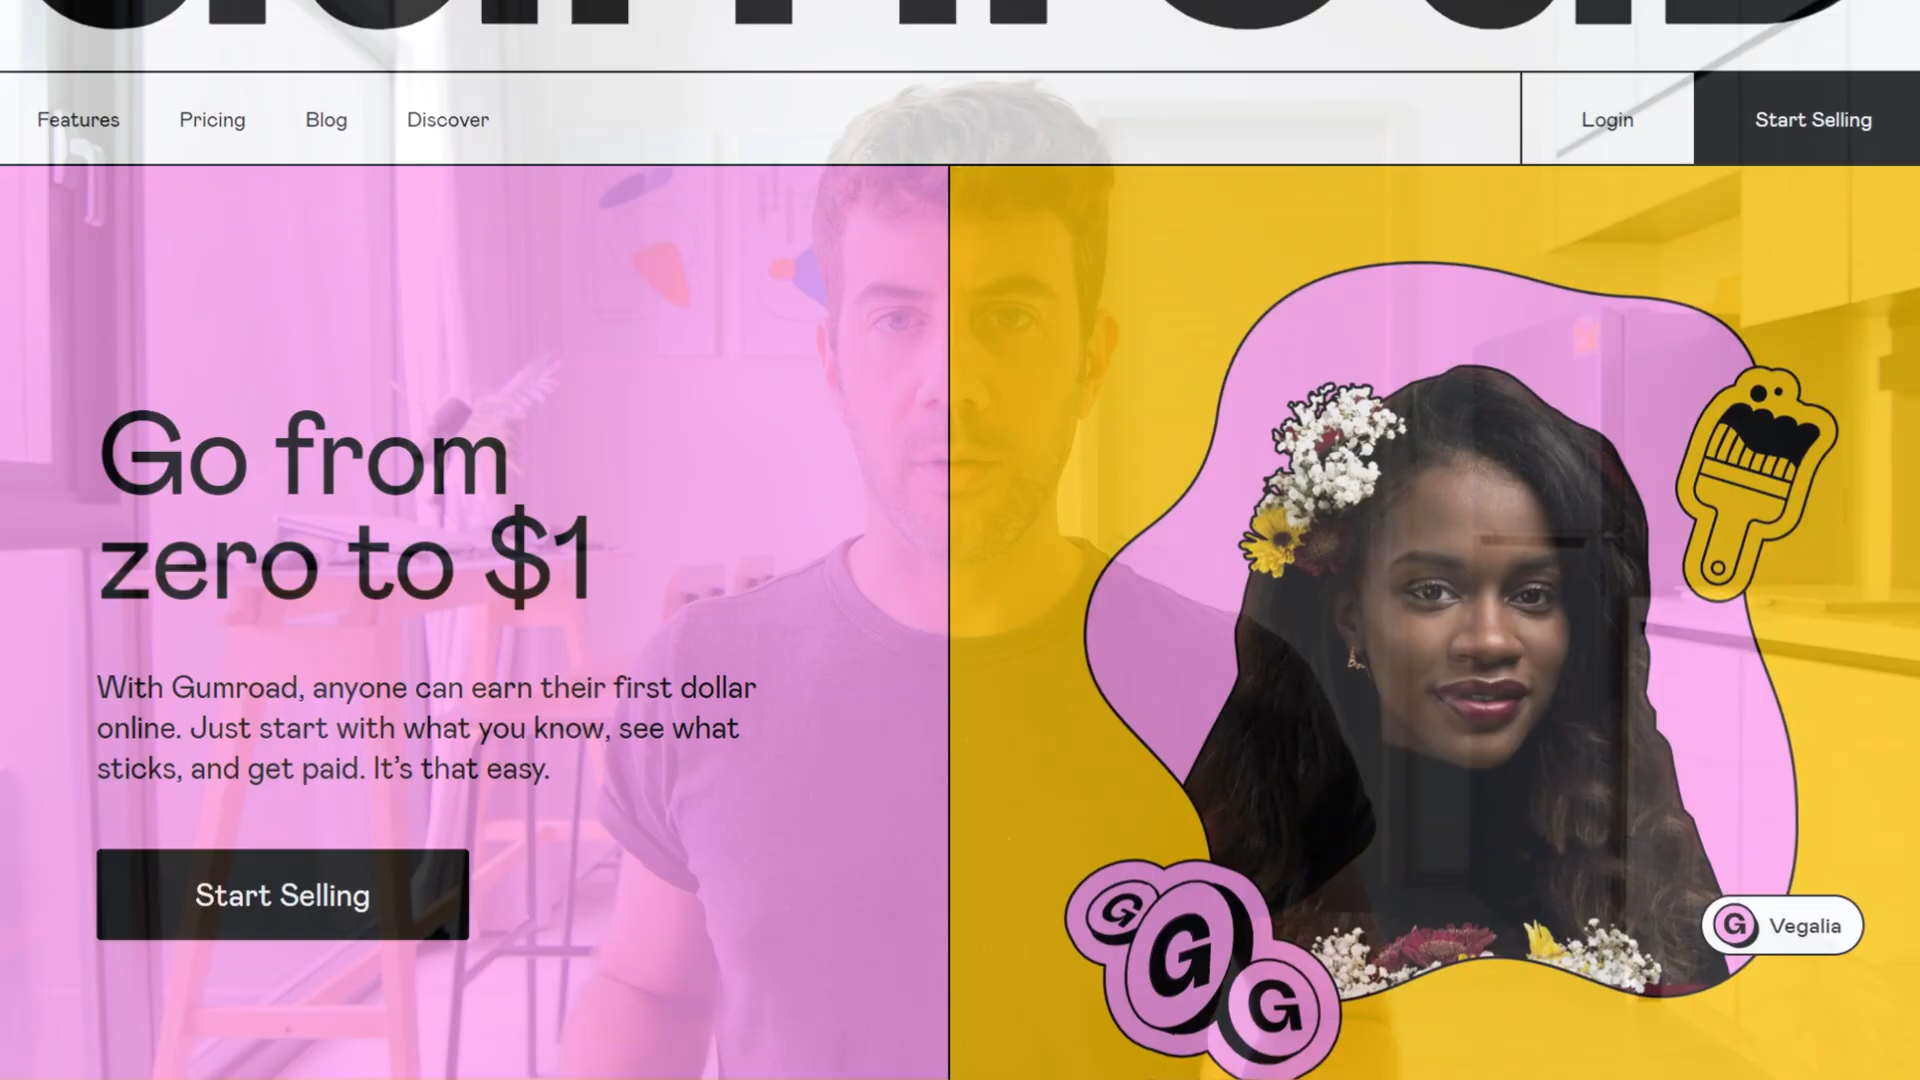 Features
Pricing
Blog
Discover
Login
Start Selling
Go from
zero to $1
With Gumroad, anyone can earn their first dollar
online. Just start with what you know, see what
sticks, and get paid. It’s that easy.
Start Selling
G
G
G
G Vegalia